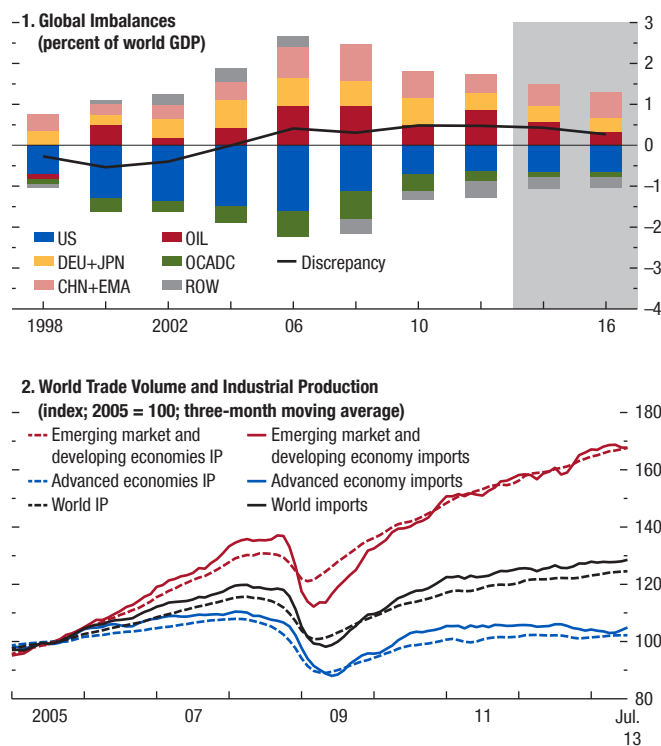 1. Global Imbalances
(percent of world GDP)
3
2
1
0
–1
–2
–3
–4
US
OIL
DEU+JPN
OCADC
Discrepancy
CHN+EMA
ROW
1998
2002
06
10
16
2. World Trade Volume and Industrial Production
(index; 2005 = 100; three-month moving average)
Emerging market and
developing economies IP
Emerging market and
developing economy imports
Advanced economies IP
Advanced economy imports
World IP
World imports
180
160
140
120
100
80
2005
07
09
11
Jul.
13